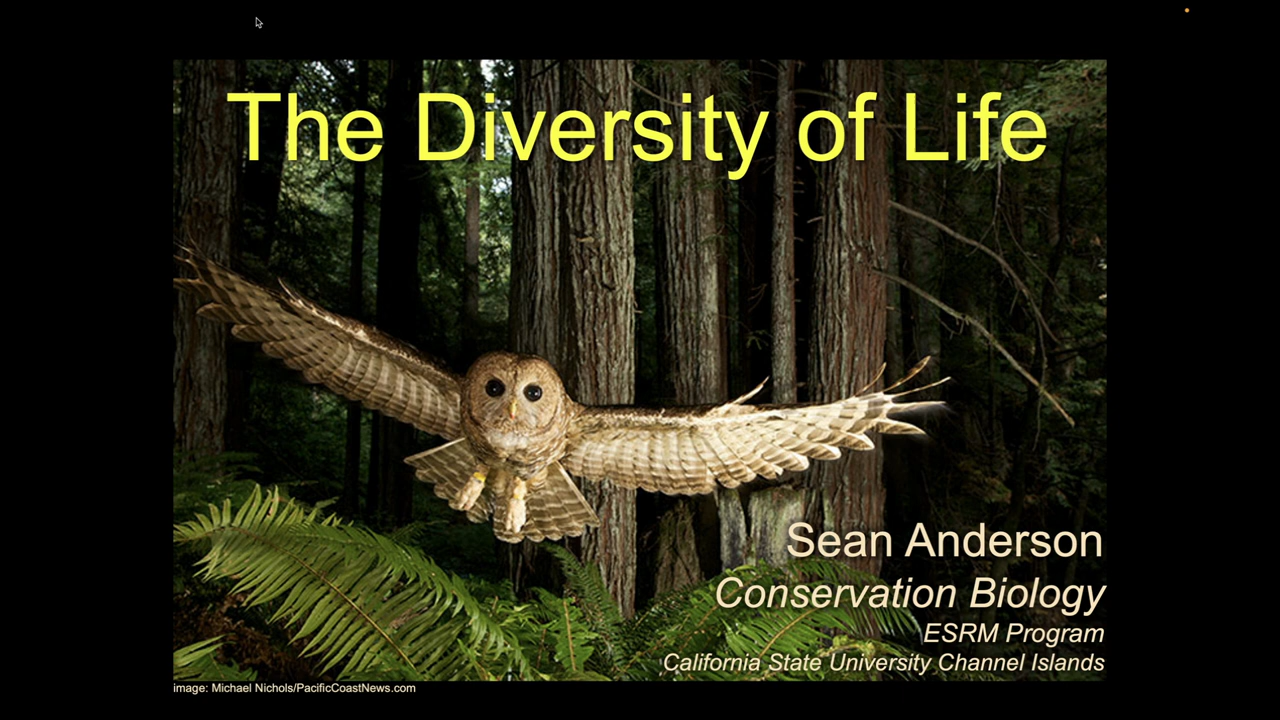 The Diversity of Life
Sean Anderson
Conservation Biology
ESRM Program
California State University Channel Islands
image: Michael Nichols/PacificCoastNews.com